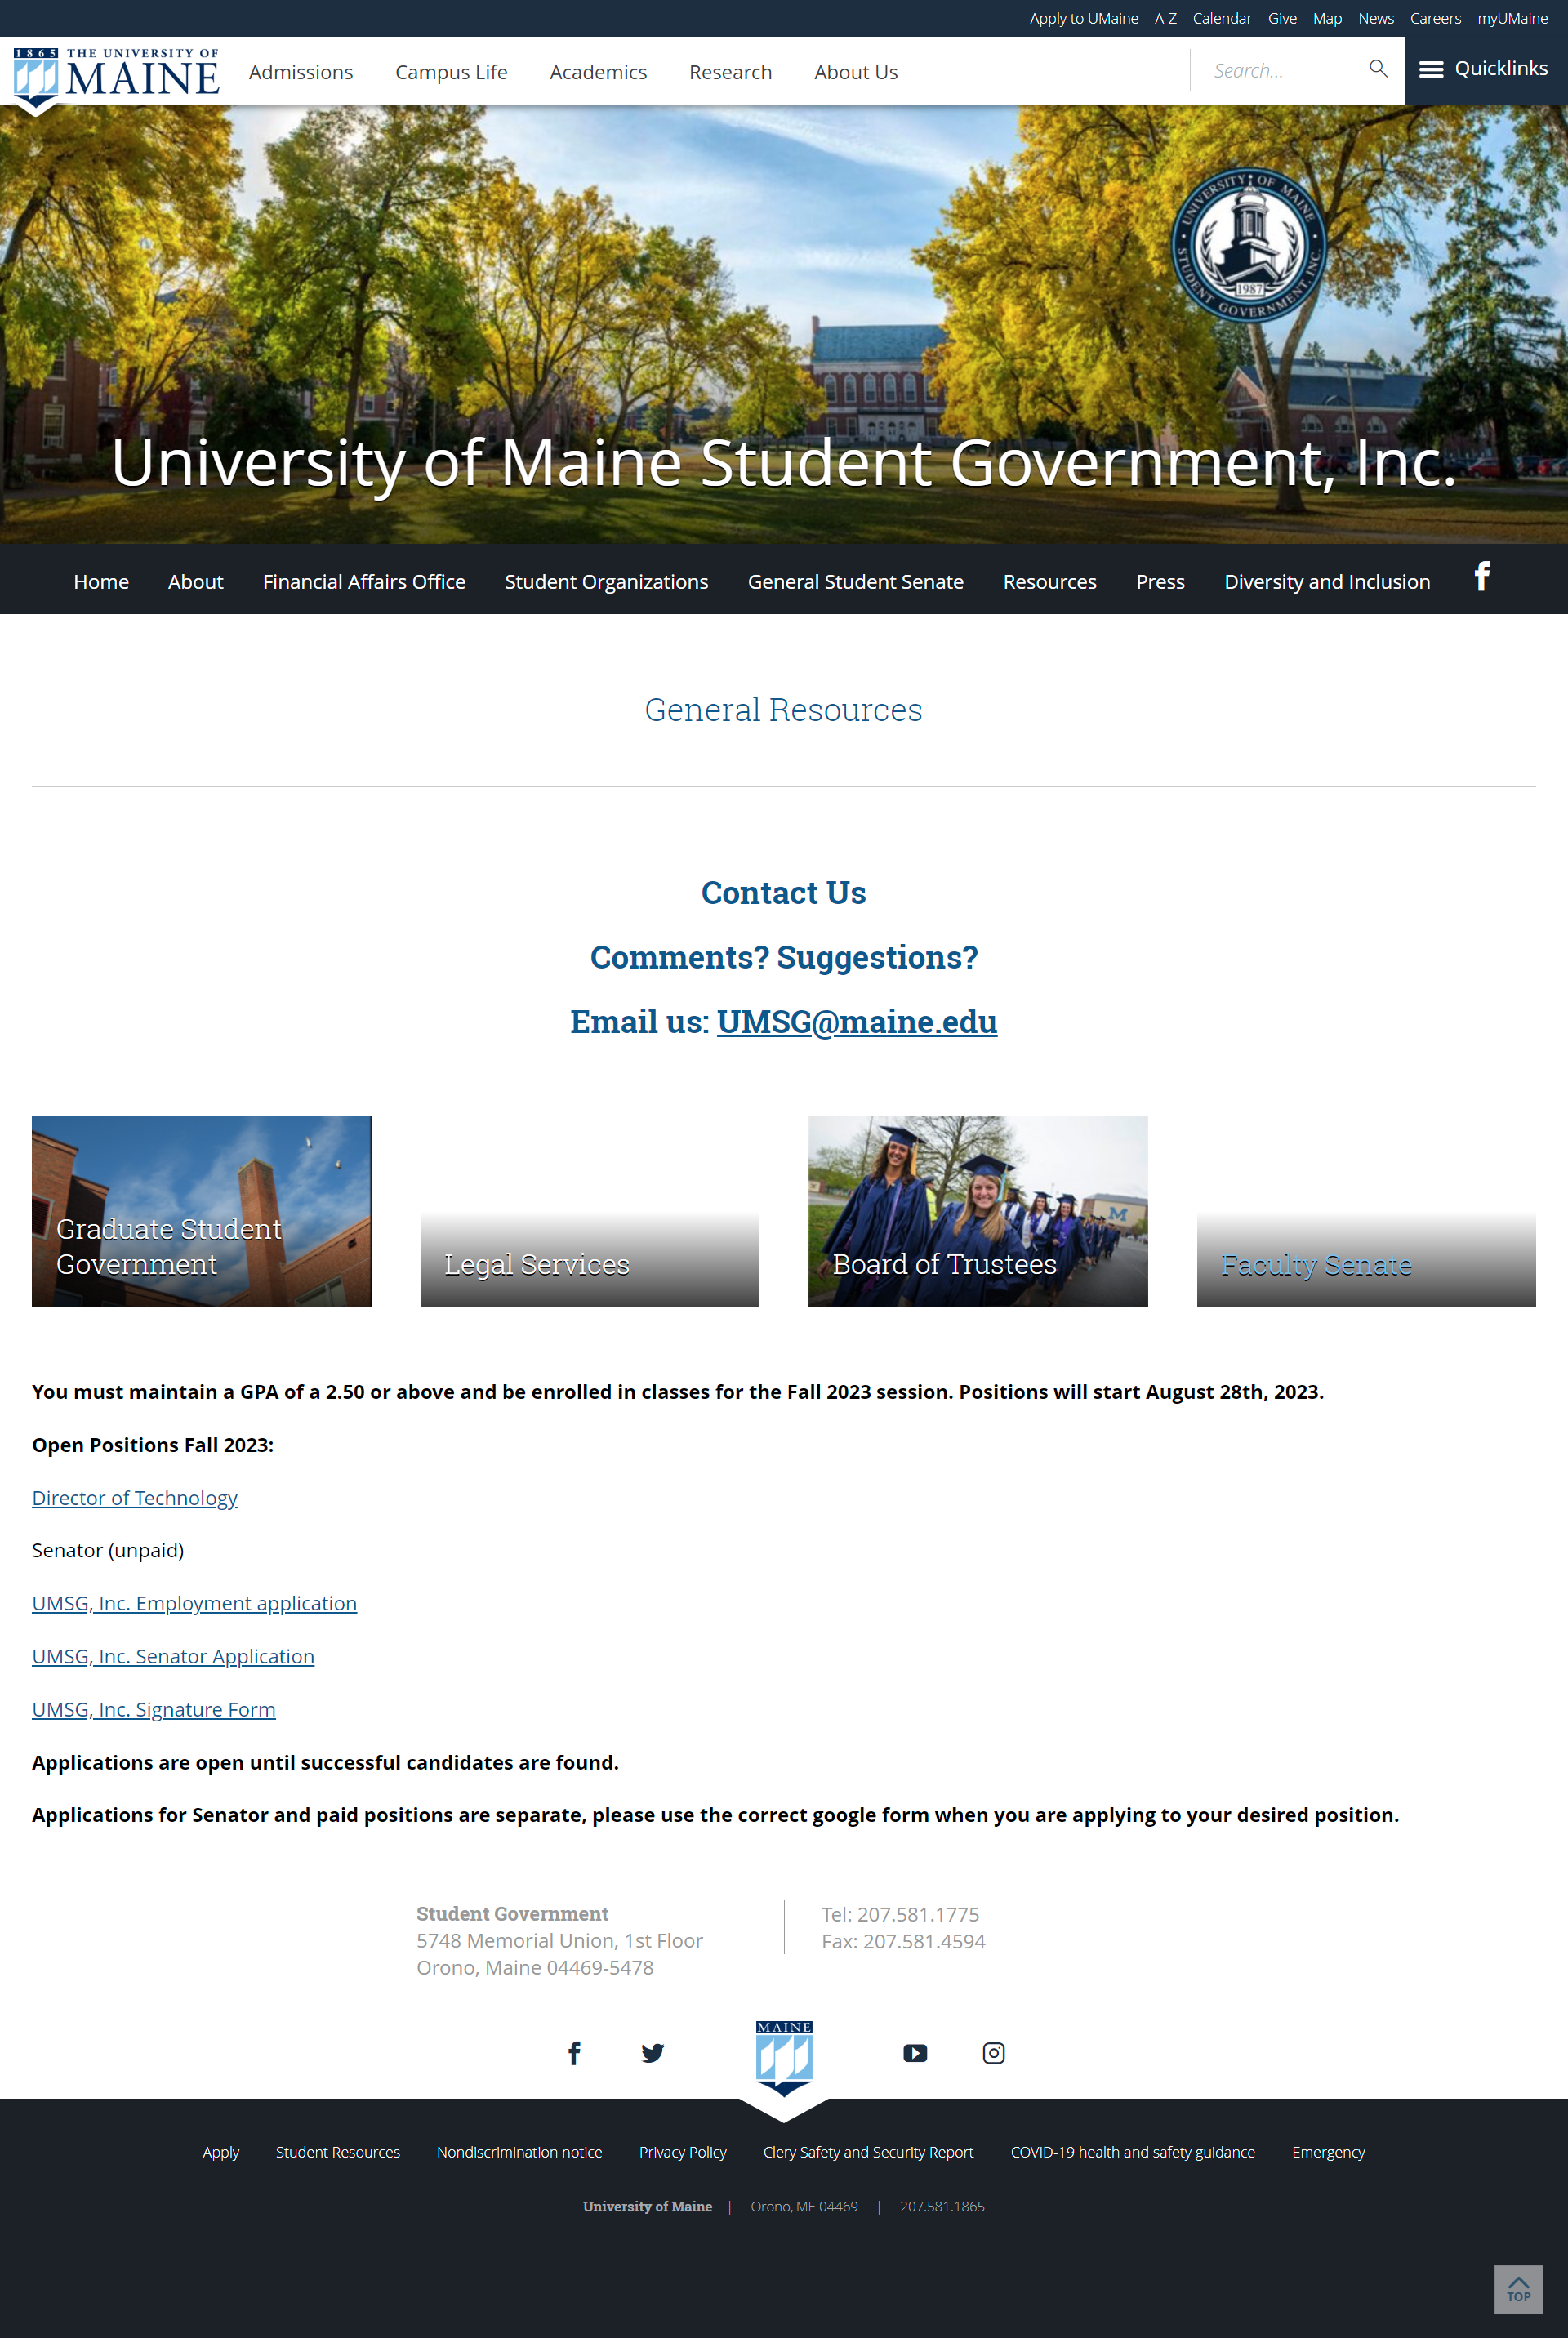 Apply to UMaine A-Z Calendar Give Map News Careers myUMaine
1865 THE UNIVERSITY OF
MAINE
Admissions Campus Life Academics Research About Us
Search...
Quicklinks
UNIVERSITY OF MAINE
1987
STUDENT GOVERNMENT, INC.
University of Maine Student Government, Inc.
Home About Financial Affairs Office Student Organizations General Student Senate Resources Press Diversity and Inclusion
General Resources
Contact Us
Comments? Suggestions?
Email us: UMSG@maine.edu
Graduate Student
Government
Legal Services
M
Board of Trustees
Faculty Senate
You must maintain a GPA of a 2.50 or above and be enrolled in classes for the Fall 2023 session. Positions will start August 28th, 2023.
Open Positions Fall 2023:
Director of Technology
Senator (unpaid)
UMSG, Inc. Employment application
UMSG, Inc. Senator Application
UMSG, Inc. Signature Form
Applications are open until successful candidates are found.
Applications for Senator and paid positions are separate, please use the correct google form when you are applying to your desired position.
Student Government
5748 Memorial Union, 1st Floor
Orono, Maine 04469-5478
Tel: 207.581.1775
Fax: 207.581.4594
MAINE
Apply Student Resources Nondiscrimination notice Privacy Policy Clery Safety and Security Report COVID-19 health and safety guidance Emergency
University of Maine | Orono, ME 04469 | 207.581.1865
TOP